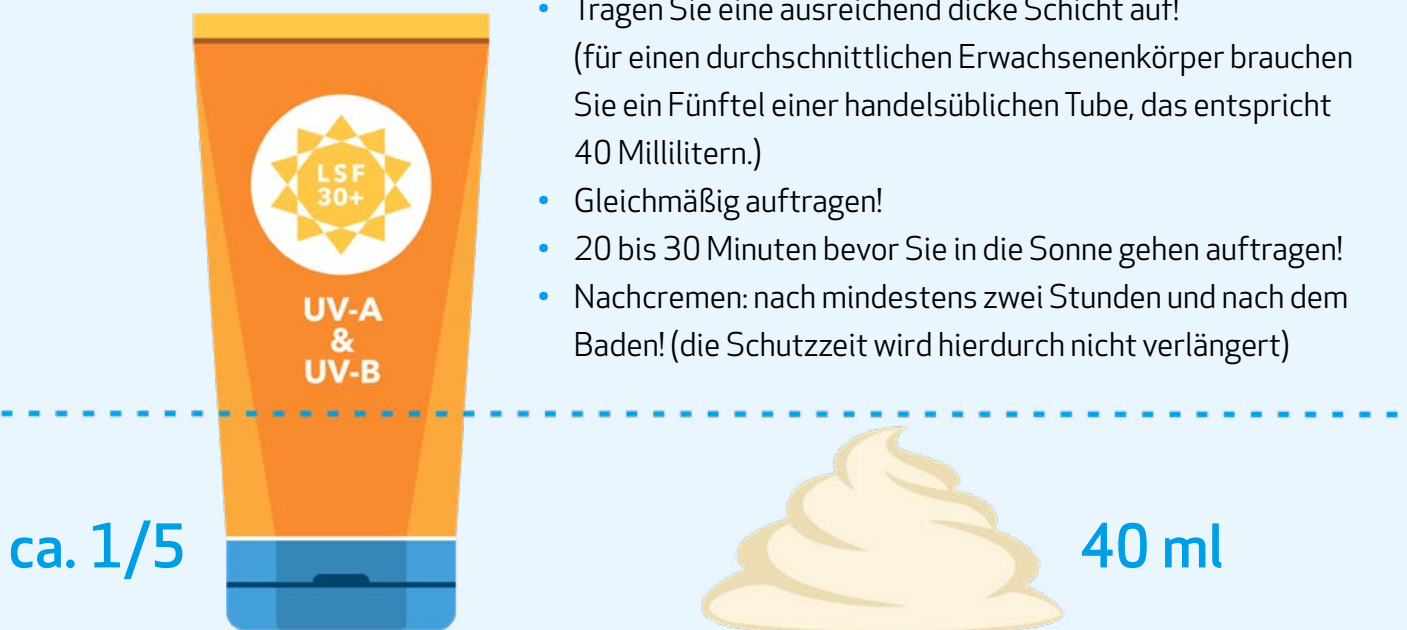 • Tragen Sie eine ausreichend dicke Schicht auf!
(für einen durchschnittlichen Erwachsenenkörper brauchen
Sie ein Fünftel einer handelsüblichen Tube, das entspricht
40 Millilitern.)
• Gleichmäßig auftragen!
• 20 bis 30 Minuten bevor Sie in die Sonne gehen auftragen!
• Nachcremen: nach mindestens zwei Stunden und nach dem
Baden! (die Schutzzeit wird hierdurch nicht verlängert)
LSF
30+
UV-A
&
UV-B
ca. 1/5
40 ml